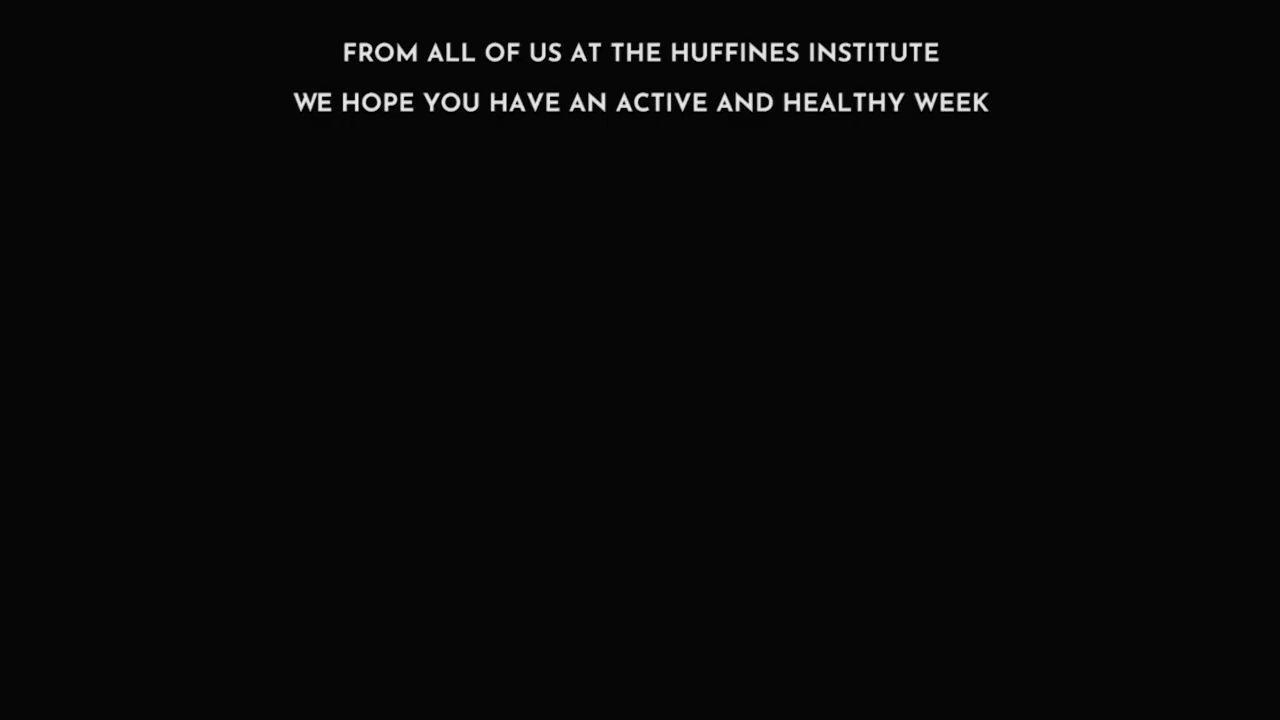 FROM ALL OF US AT THE HUFFINES INSTITUTE
WE HOPE YOU HAVE AN ACTIVE AND HEALTHY WEEK